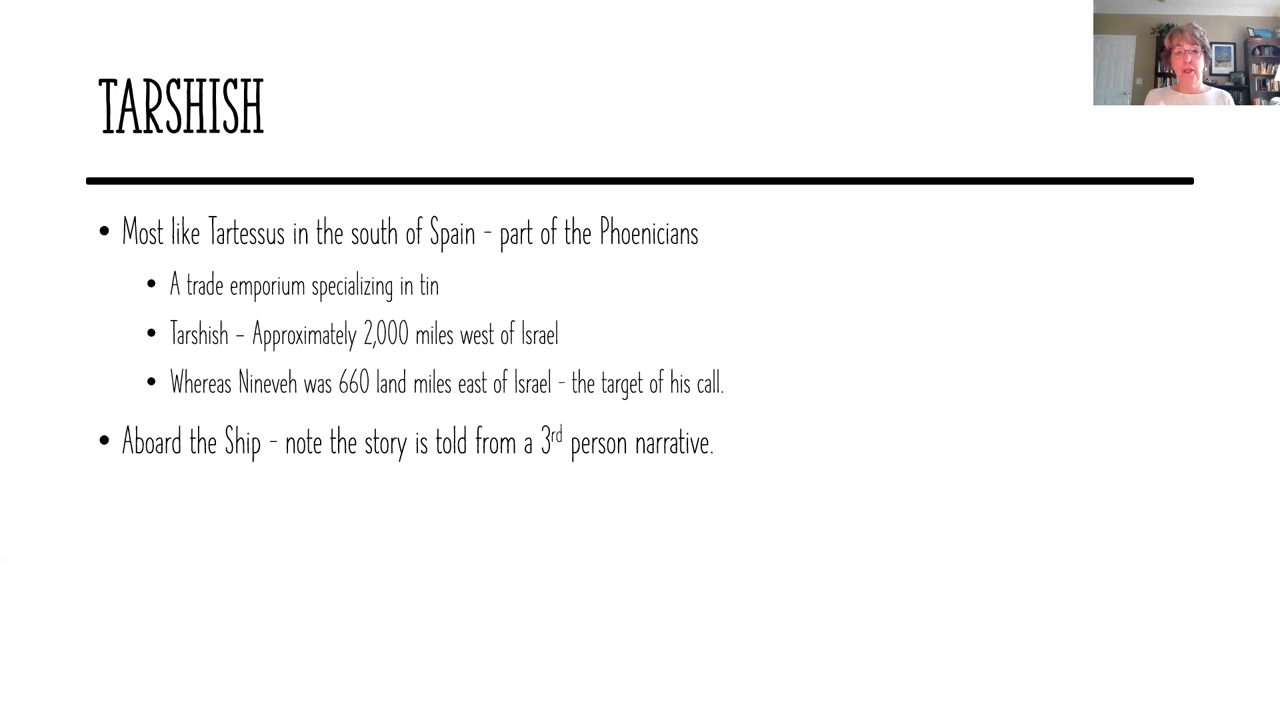 TARSHISH
• Most like Tartessus in the south of Spain - part of the Phoenicians
• A trade emporium specializing in tin
• Tarshish – Approximately 2,000 miles west of Israel
• Whereas Nineveh was 660 land miles east of Israel - the target of his call.
• Aboard the Ship - note the story is told from a 3rd person narrative.